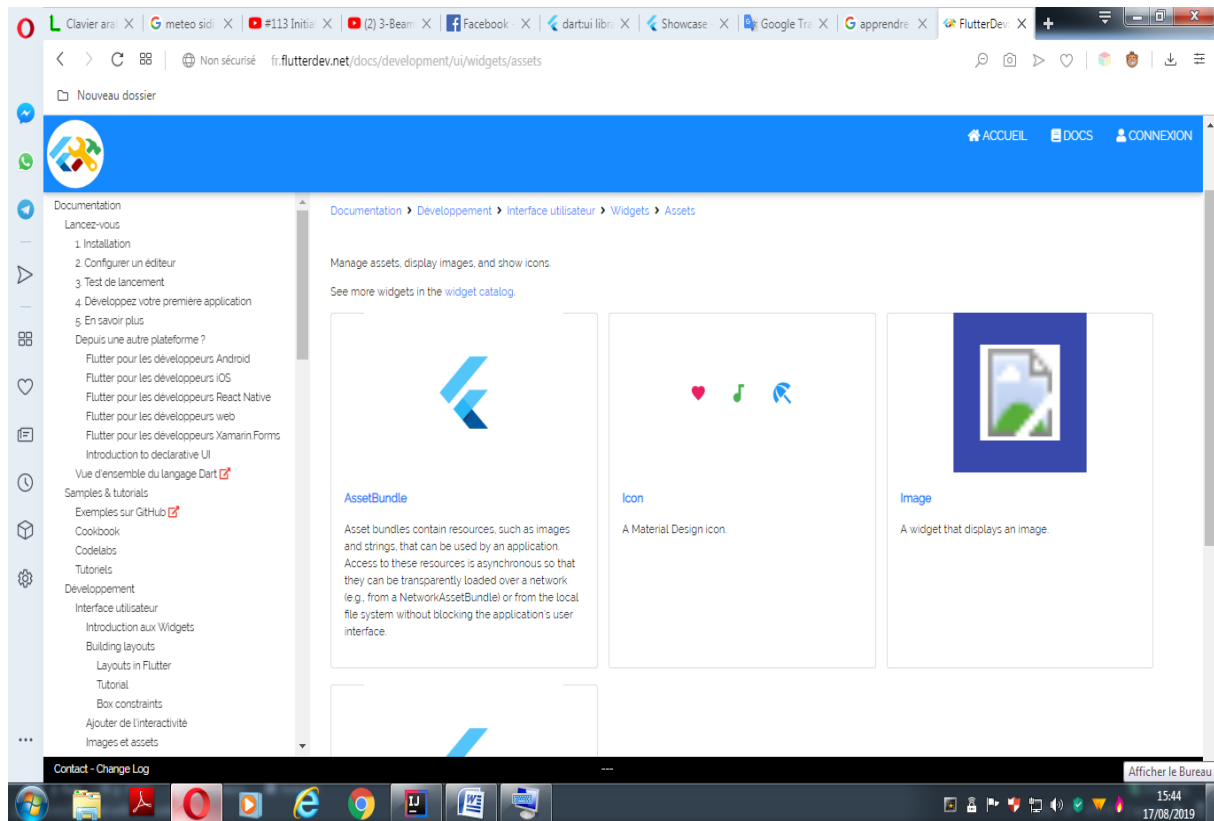 Clavier aral
meteo sidi
#113 Initia
(2) 3-Beam
Facebook -
dart:ui libra
Showcase -
Google Tra
apprendre
FlutterDev:
Non sécurisé fr.flutterdev.net/docs/development/ui/widgets/assets
Nouveau dossier
ACCUEIL DOCS CONNEXION
Documentation
Lancez-vous
1. Installation
2. Configurer un éditeur
3. Test de lancement
4. Développez votre première application
5. En savoir plus
Depuis une autre plateforme ?
Flutter pour les développeurs Android
Flutter pour les développeurs iOS
Flutter pour les développeurs React Native
Flutter pour les développeurs web
Flutter pour les développeurs Xamarin.Forms
Introduction to declarative UI
Vue d'ensemble du langage Dart
Samples & tutorials
Exemples sur GitHub
Cookbook
Codelabs
Tutoriels
Développement
Interface utilisateur
Introduction aux Widgets
Building layouts
Layouts in Flutter
Tutorial
Box constraints
Ajouter de l'interactivité
Images et assets
Documentation > Développement > Interface utilisateur > Widgets > Assets
Manage assets, display images, and show icons.
See more widgets in the widget catalog.
AssetBundle
Asset bundles contain resources, such as images
and strings, that can be used by an application.
Access to these resources is asynchronous so that
they can be transparently loaded over a network
(e.g., from a NetworkAssetBundle) or from the local
file system without blocking the application's user
interface.
Icon
A Material Design icon.
Image
A widget that displays an image.
Contact - Change Log
---
Afficher le Bureau
15:44
17/08/2019